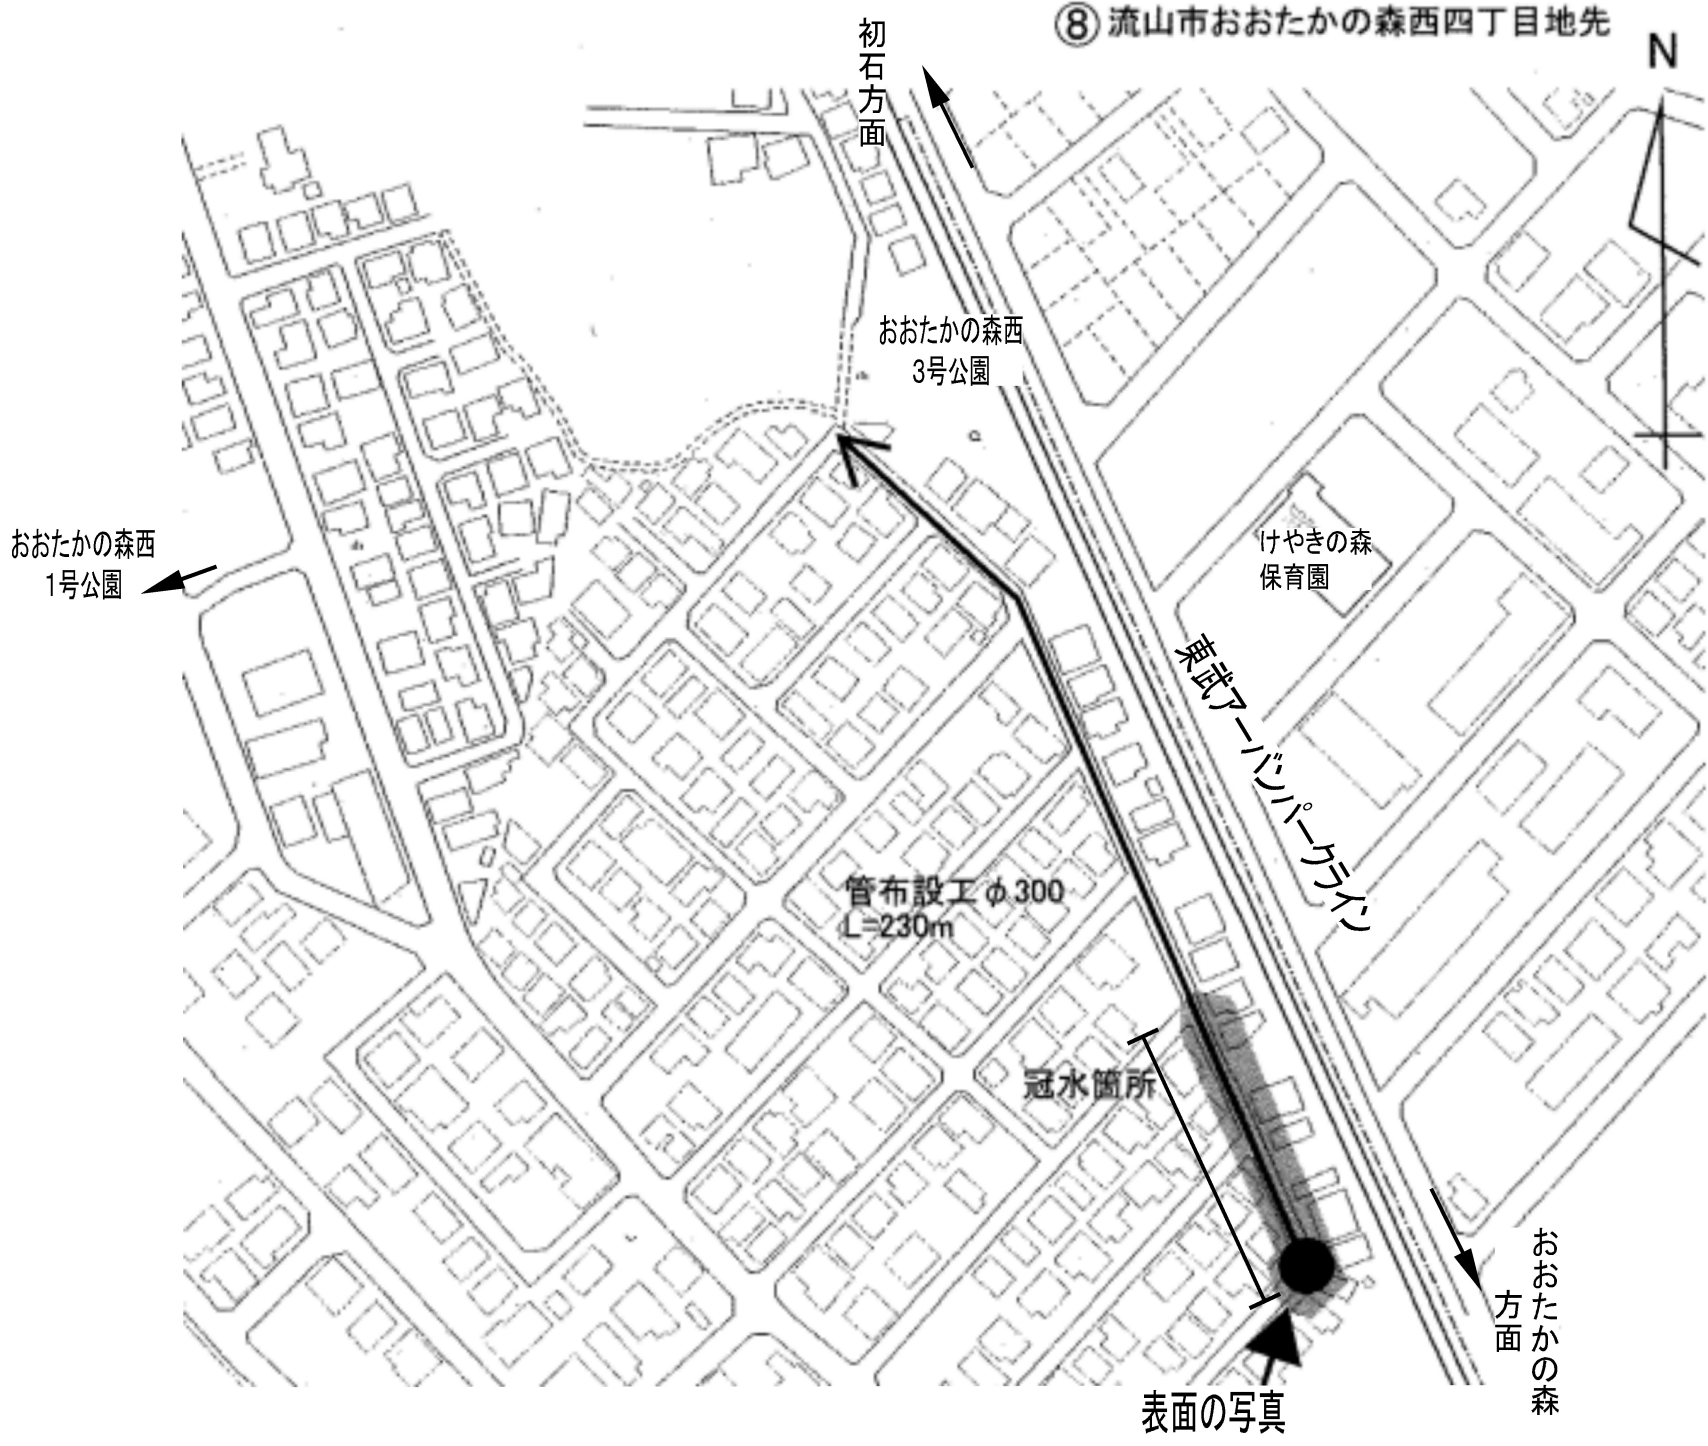 ⑧流山市おおたかの森西四丁目地先
N
初石方面
おおたかの森西
3号公園
おおたかの森西
1号公園
けやきの森
保育園
東武アーバンパークライン
管布設工φ300
L=230m
冠水箇所
おおたかの森
方面
表面の写真